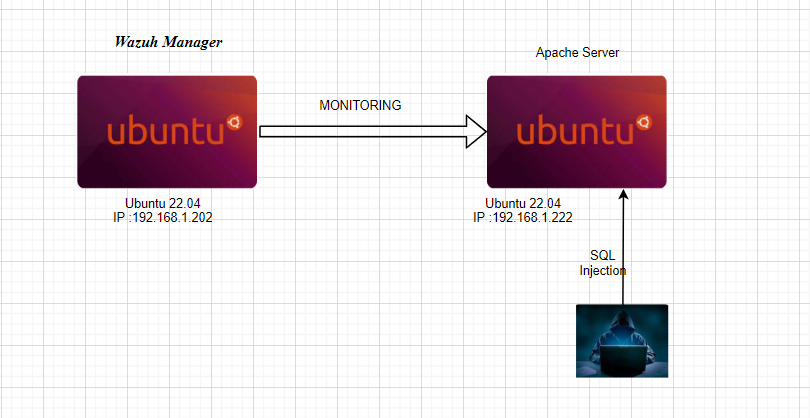 Wazuh Manager
Apache Server
ubuntu
MONITORING
ubuntu
Ubuntu 22.04
IP :192.168.1.202
Ubuntu 22.04
IP :192.168.1.222
SQL
Injection